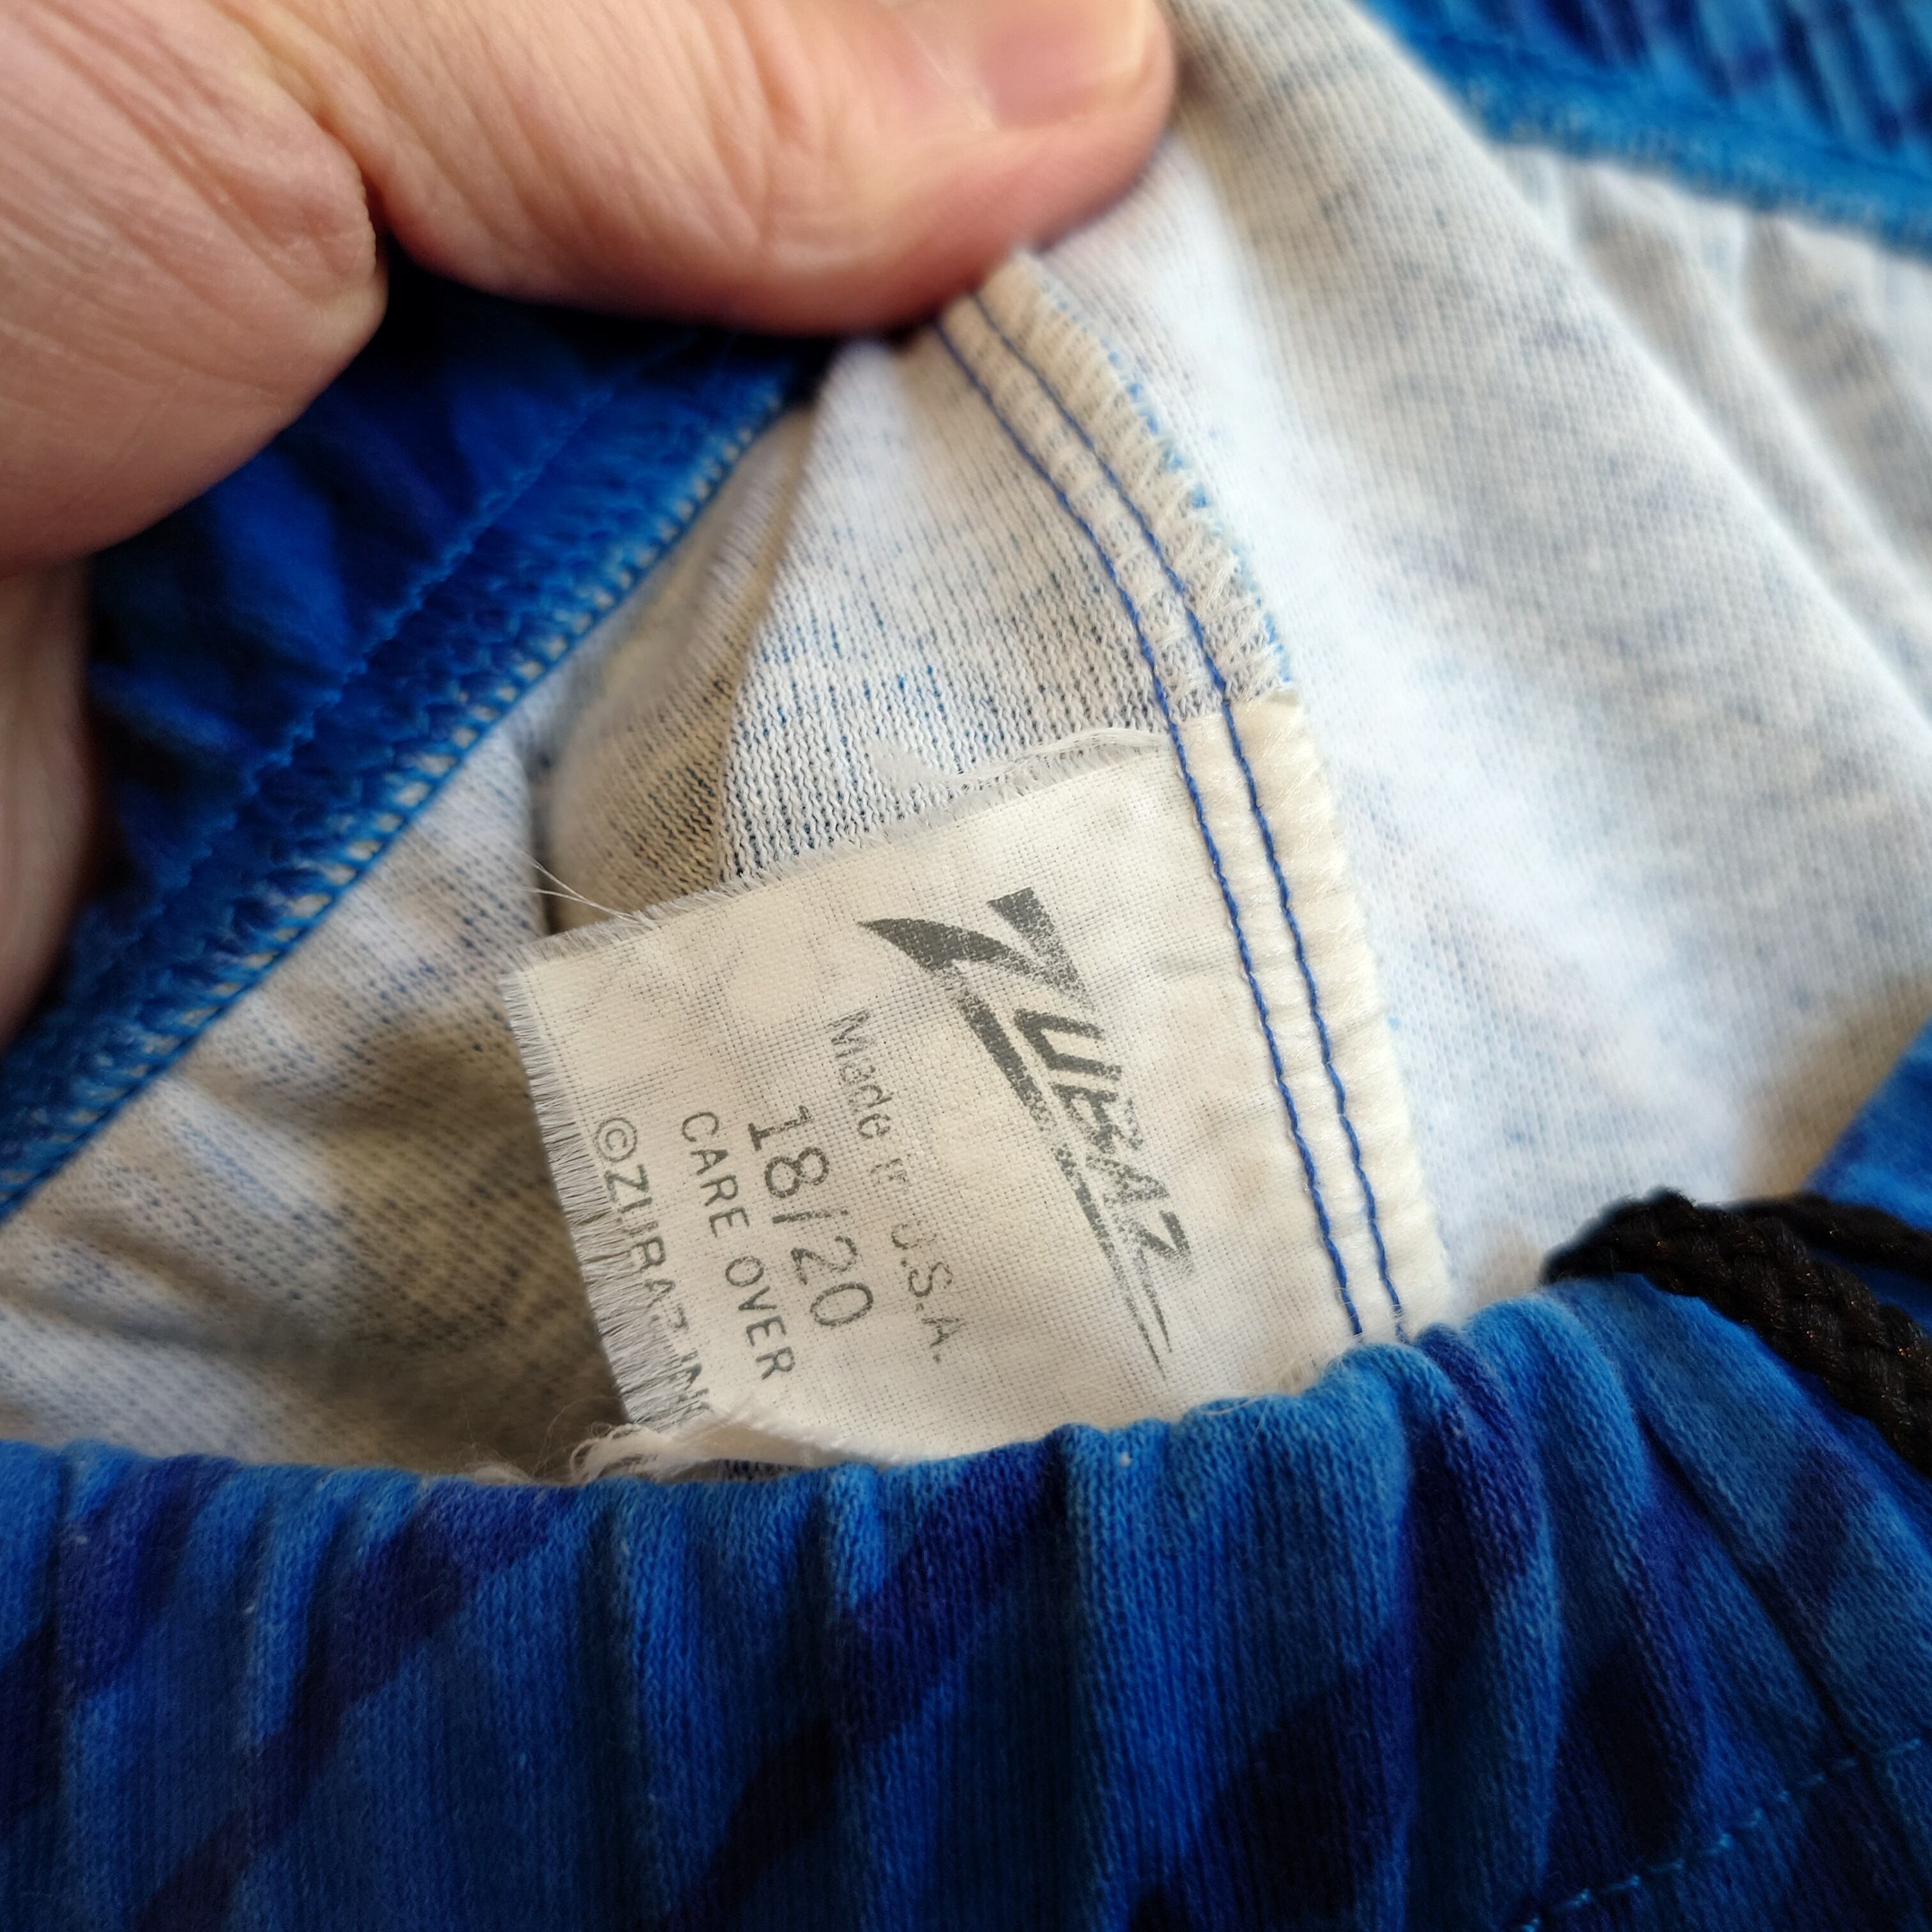 ZUBAZ
Made in U.S.A.
18/20
CARE OVER
©ZUBAZ INC